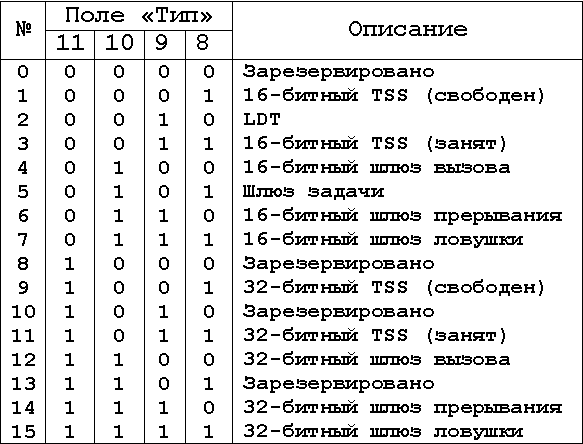 № Поле «Тип» Описание
11 10 9 8
0 0 0 0 0 Зарезервировано
1 0 0 0 1 16-битный TSS (свободен)
2 0 0 1 0 LDT
3 0 0 1 1 16-битный TSS (занят)
4 0 1 0 0 16-битный шлюз вызова
5 0 1 0 1 Шлюз задачи
6 0 1 1 0 16-битный шлюз прерывания
7 0 1 1 1 16-битный шлюз ловушки
8 1 0 0 0 Зарезервировано
9 1 0 0 1 32-битный TSS (свободен)
10 1 0 1 0 Зарезервировано
11 1 0 1 1 32-битный TSS (занят)
12 1 1 0 0 32-битный шлюз вызова
13 1 1 0 1 Зарезервировано
14 1 1 1 0 32-битный шлюз прерывания
15 1 1 1 1 32-битный шлюз ловушки